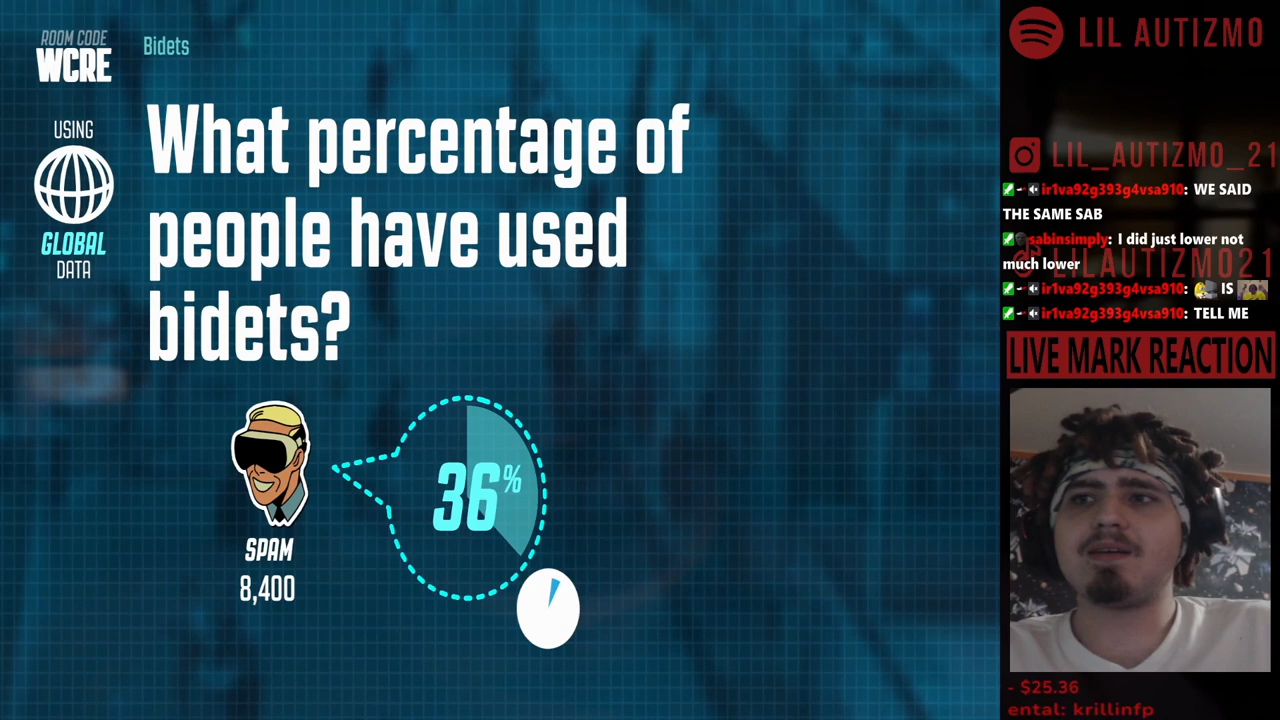 ROOM CODE
WCRE
Bidets
USING
GLOBAL
DATA
What percentage of
people have used
bidets?
36%
SPAM
8,400
LIL AUTIZMO
LIL_AUTIZMO_21
ir1va92g393g4vsa910: WE SAID
THE SAME SAB
sabinsimply: I did just lower not
much lower
LILAUTIZMO21
ir1va92g393g4vsa910: IS
ir1va92g393g4vsa910: TELL ME
LIVE MARK REACTION
- $25.36
ental: krillinfp